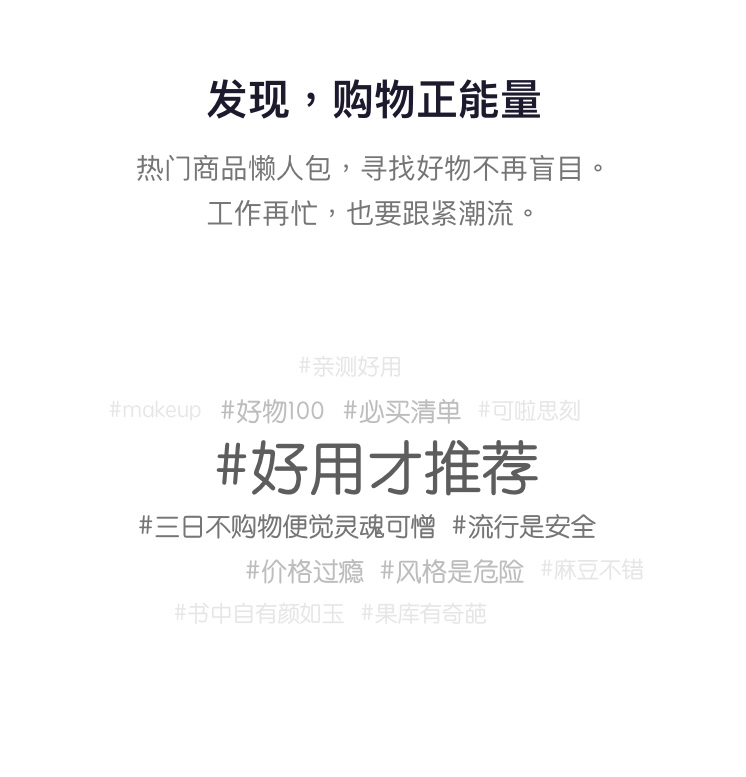 发现，购物正能量
热门商品懒人包，寻找好物不再盲目。
工作再忙，也要跟紧潮流。
#亲测好用
#makeup #好物100 #必买清单 #可啦思刻
#好用才推荐
#三日不购物便觉灵魂可憎 #流行是安全
#价格过瘾 #风格是危险 #麻豆不错
#书中自有颜如玉 #果库有奇葩